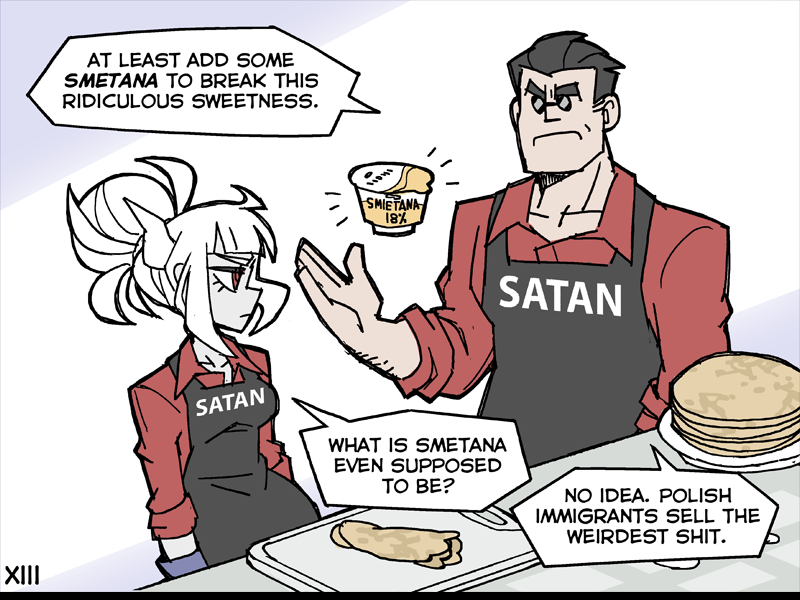 AT LEAST ADD SOME
SMETANA TO BREAK THIS
RIDICULOUS SWEETNESS.
SMIETANA
18%
SATAN
SATAN
WHAT IS SMETANA
EVEN SUPPOSED
TO BE?
NO IDEA. POLISH
IMMIGRANTS SELL THE
WEIRDEST SHIT.
XIII